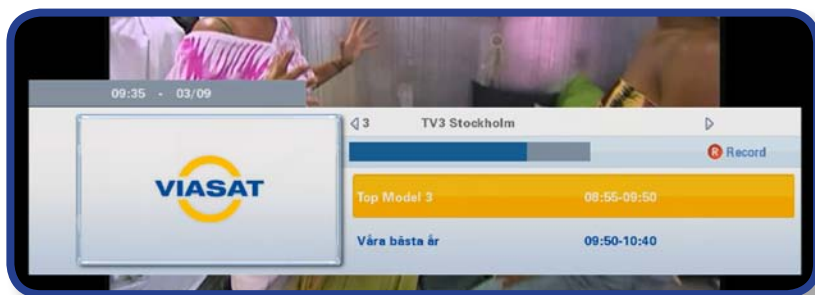 09:35 - 03/09
3 TV3 Stockholm
R Record
VIASAT
Top Model 3 08:55-09:50
Våra bästa år 09:50-10:40